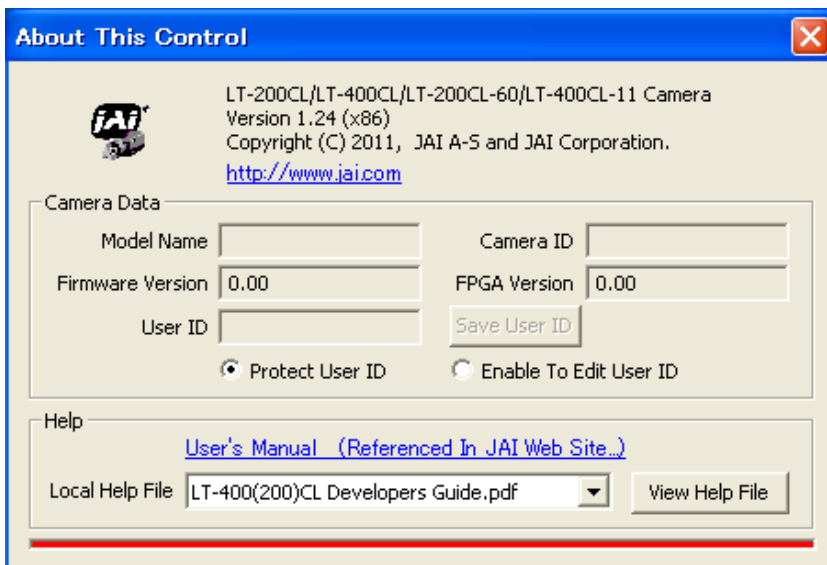 About This Control
JAi
LT-200CL/LT-400CL/LT-200CL-60/LT-400CL-11 Camera
Version 1.24 (x86)
Copyright (C) 2011, JAI A-S and JAI Corporation.
http://www.jai.com
Camera Data
Model Name Camera ID
Firmware Version 0.00 FPGA Version 0.00
User ID Save User ID
Protect User ID Enable To Edit User ID
Help
User's Manual (Referenced In JAI Web Site...)
Local Help File LT-400(200)CL Developers Guide.pdf View Help File